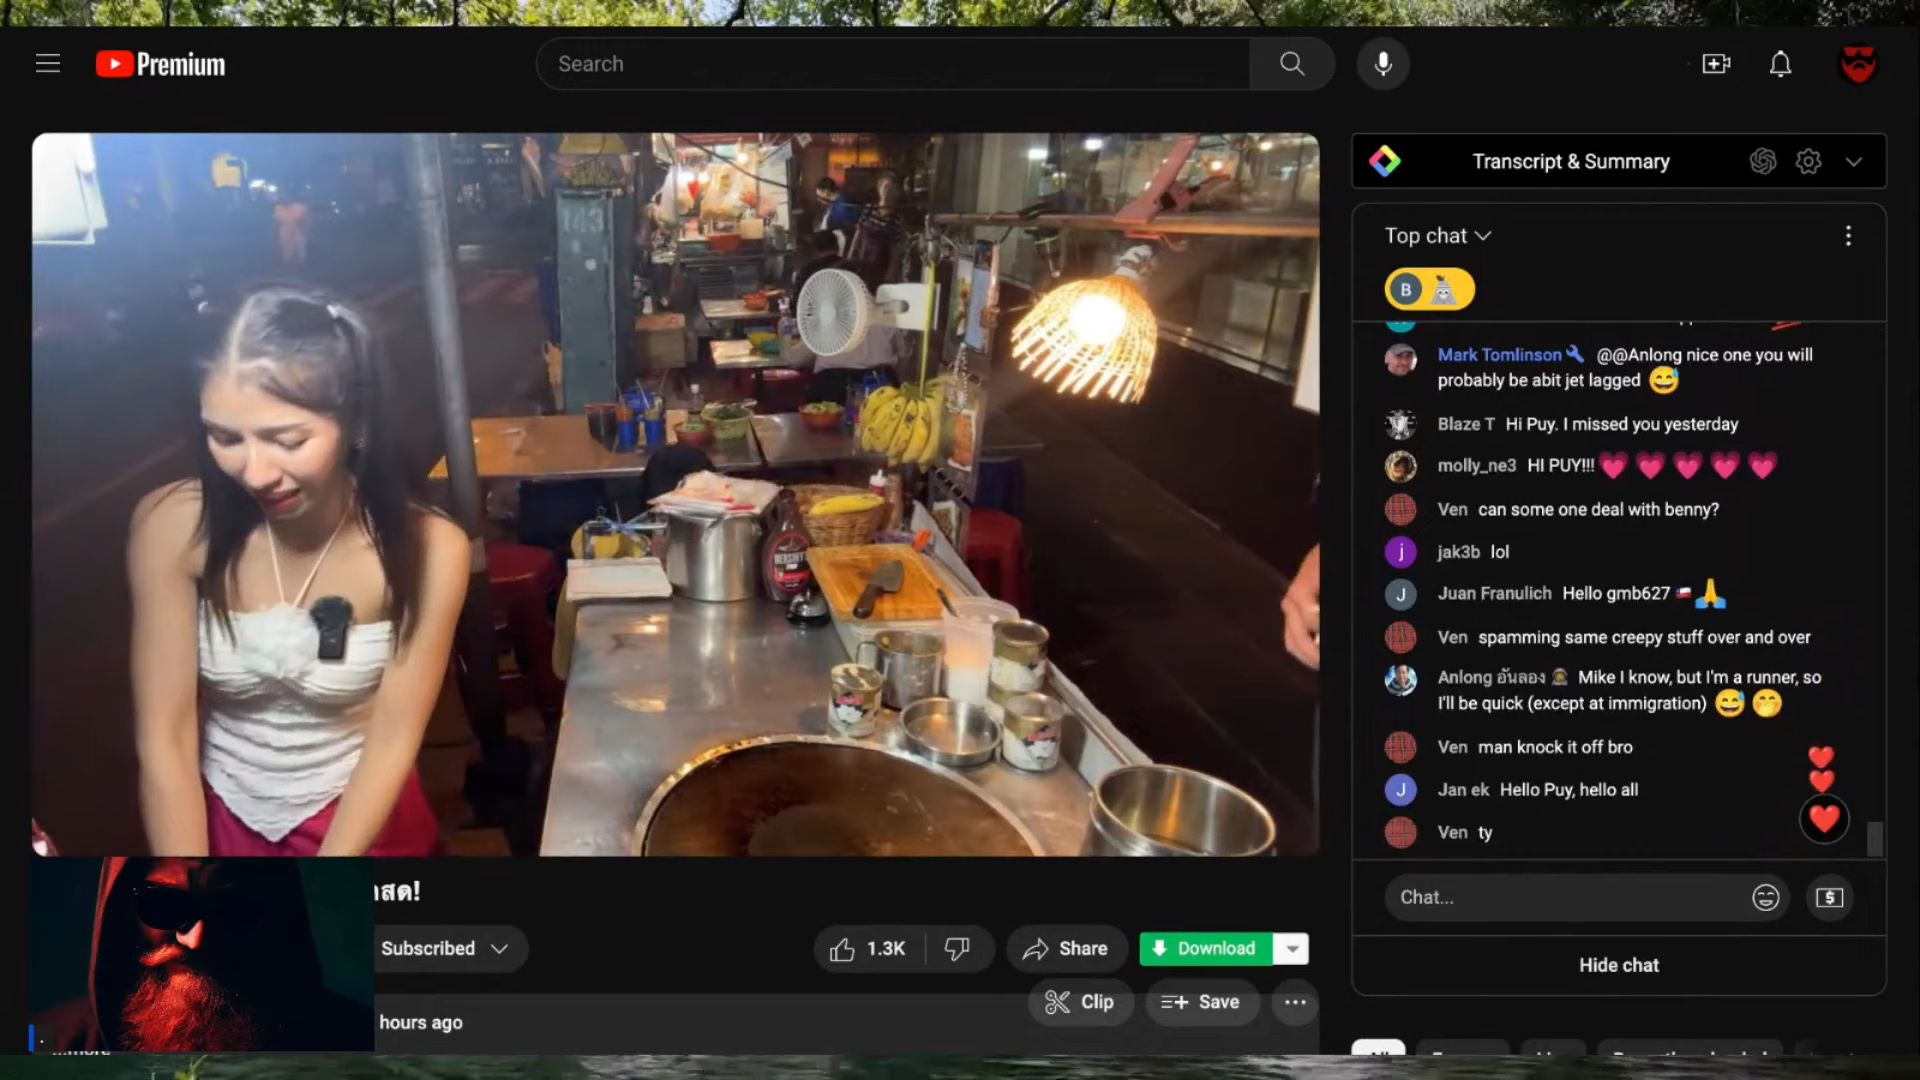 Premium
Search
143
HERSHEY'S
Transcript & Summary
Top chat
B
Mark Tomlinson @@Anlong nice one you will
probably be abit jet lagged 😅
Blaze T Hi Puy. I missed you yesterday
molly_ne3 HI PUY!!! 💗 💗 💗 💗 💗
Ven can some one deal with benny?
j jak3b lol
J Juan Franulich Hello gmb627 🇨🇱 🙏
Ven spamming same creepy stuff over and over
Anlong อันลอง Mike I know, but I'm a runner, so
I'll be quick (except at immigration) 😅 🤭
Ven man knock it off bro
J Jan ek Hello Puy, hello all
Ven ty
Chat...
Hide chat
สด!
Subscribed
1.3K
Share
Download
Clip
Save
hours ago
...more